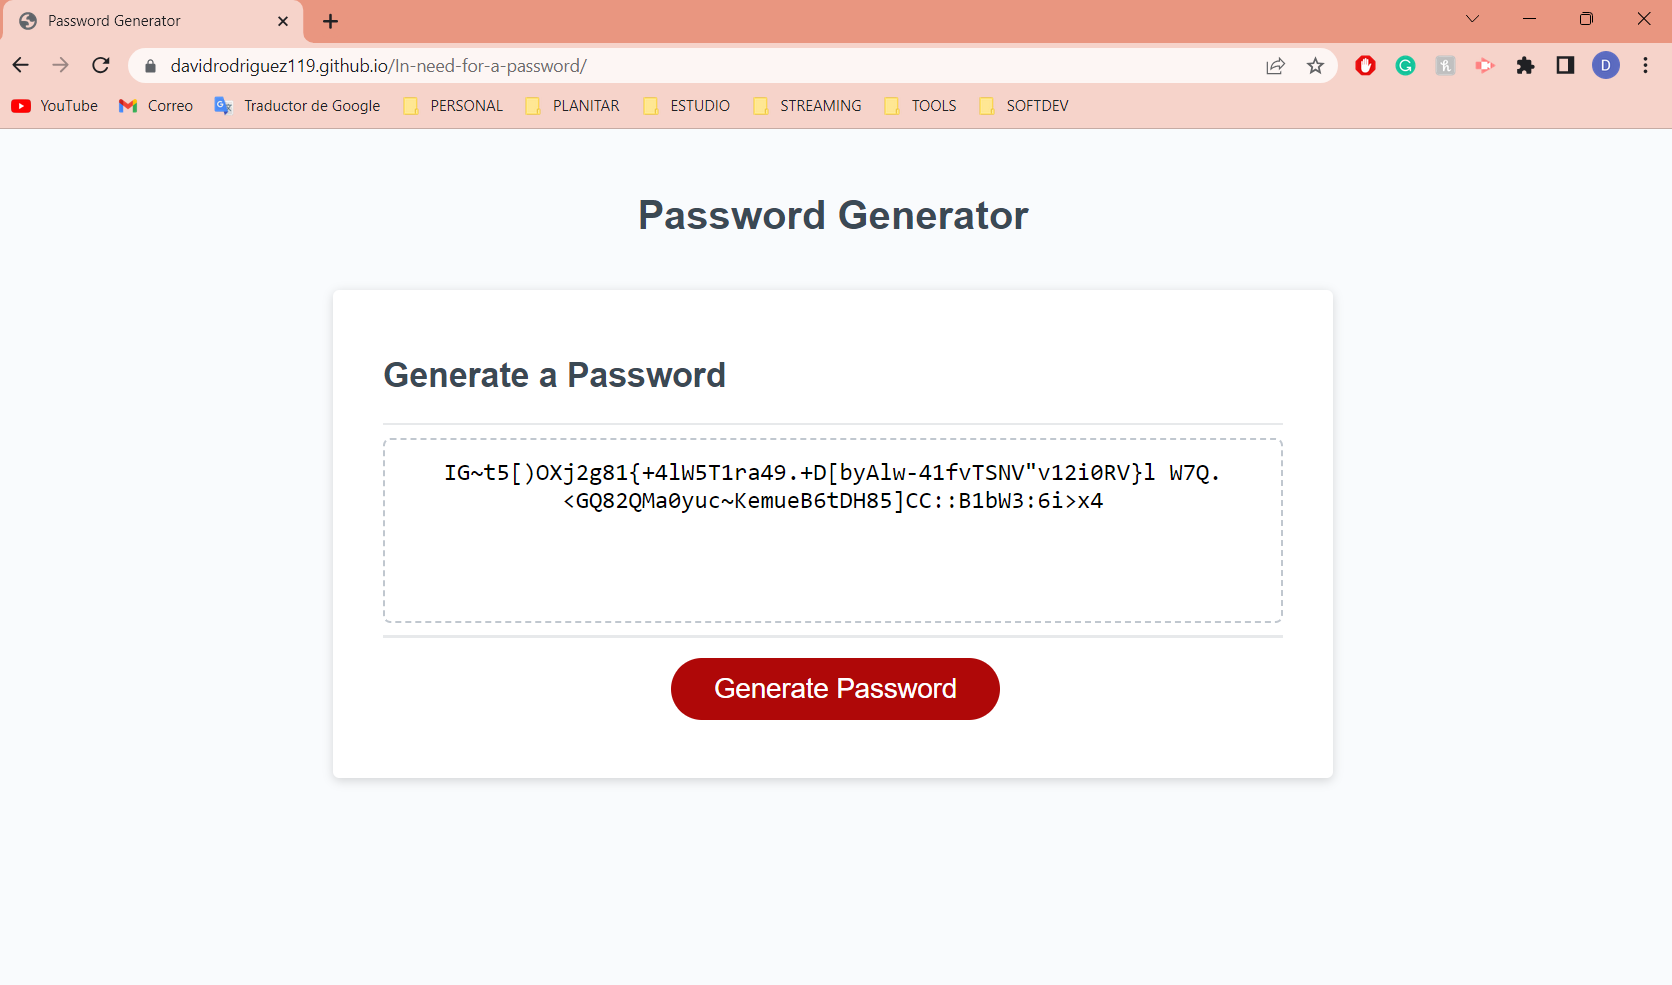 Password Generator
davidrodriguez119.github.io/In-need-for-a-password/
D
YouTube Correo Traductor de Google PERSONAL PLANITAR ESTUDIO STREAMING TOOLS SOFTDEV
Password Generator
Generate a Password
IG~t5[)OXj2g81{+4lW5T1ra49.+D[byAlw-41fvTSNV"v12i0RV}l W7Q.
<GQ82QMa0yuc~KemueB6tDH85]CC::B1bW3:6i>x4
Generate Password